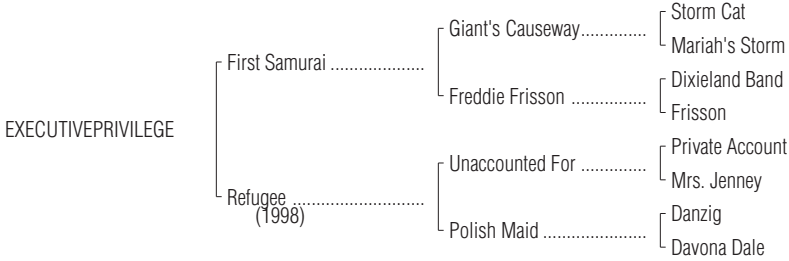 Storm Cat
Giant's Causeway..............
Mariah's Storm
First Samurai ....................
Dixieland Band
Freddie Frisson ................
Frisson
EXECUTIVEPRIVILEGE
Private Account
Unaccounted For ..............
Mrs. Jenney
Refugee ............................
(1998)
Danzig
Polish Maid ......................
Davona Dale